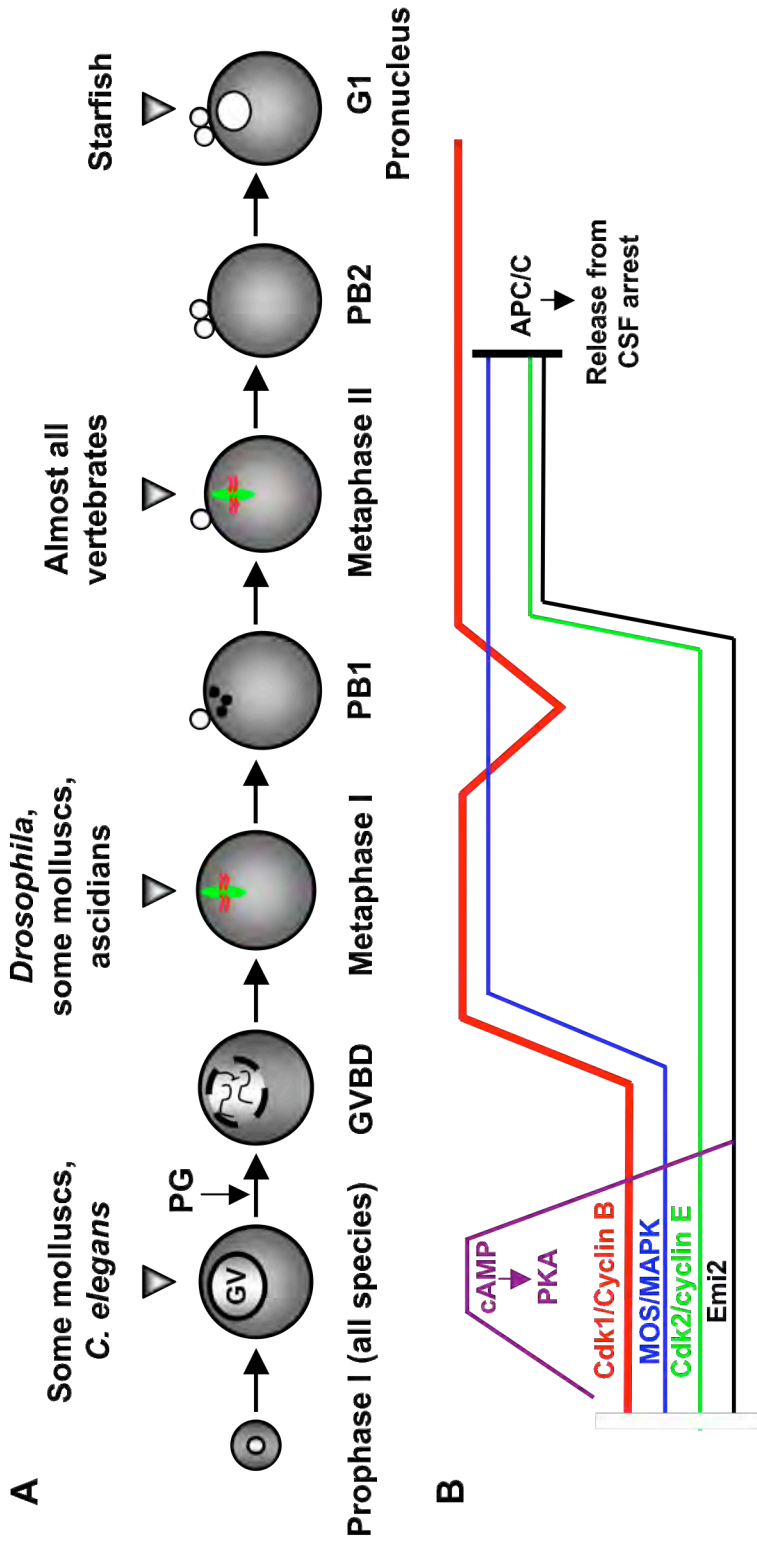 A
Some molluscs,
C. elegans
Drosophila,
some molluscs,
ascidians
Almost all
vertebrates
Starfish
GV
PG
Prophase I (all species)
GVBD
Metaphase I
PB1
Metaphase II
PB2
G1
Pronucleus
B
cAMP
PKA
Cdk1/Cyclin B
MOS/MAPK
Cdk2/cyclin E
Emi2
APC/C
Release from
CSF arrest